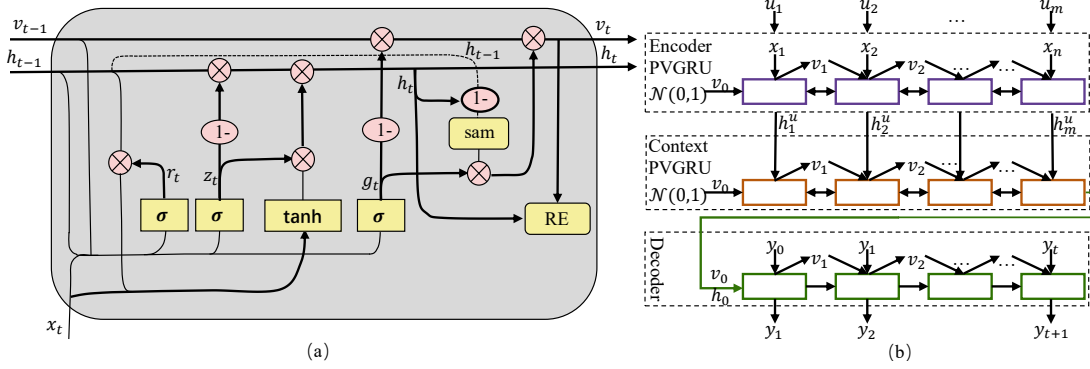 v_{t-1}
h_{t-1}
v_t
h_t
h_{t-1}
h_t
1-
1-
1-
sam
r_t
z_t
g_t
σ
σ
tanh
σ
RE
x_t
(a)
u_1 u_2 ... u_m
Encoder
PVGRU
x_1 x_2 x_n
v_1 v_2 ... ...
𝒩(0,1) v_0
h_1^u h_2^u h_m^u
Context
PVGRU
v_1 v_2 ... ...
𝒩(0,1) v_0
Decoder
y_0 y_1 y_t
v_1 v_2 ... ...
v_0
h_0
y_1 y_2 y_{t+1}
(b)